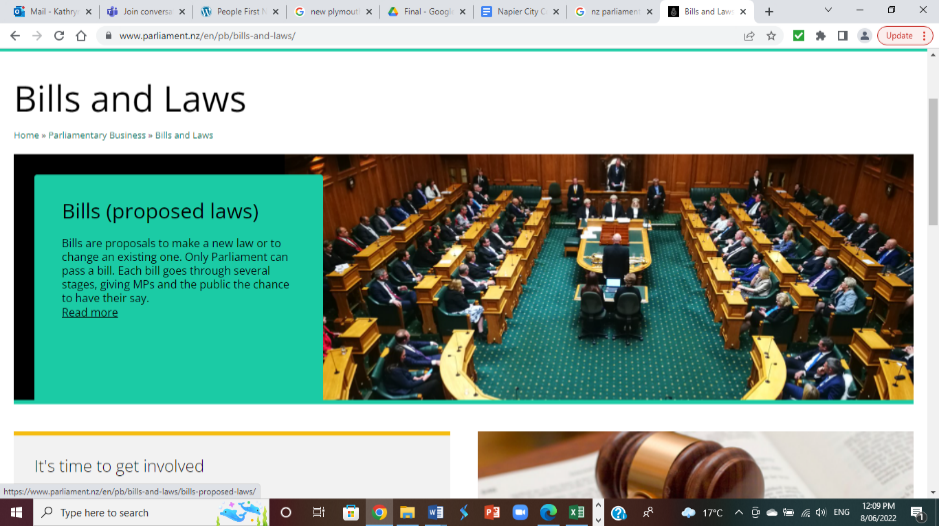 Mail - Kathry
Join conversa
People First N
new plymout
Final - Google
Napier City C
nz parliament
Bills and Law
www.parliament.nz/en/pb/bills-and-laws/
Update
Bills and Laws
Home » Parliamentary Business » Bills and Laws
Bills (proposed laws)
Bills are proposals to make a new law or to
change an existing one. Only Parliament can
pass a bill. Each bill goes through several
stages, giving MPs and the public the chance
to have their say.
Read more
It's time to get involved
https://www.parliament.nz/en/pb/bills-and-laws/bills-proposed-laws/
Type here to search
17°C
ENG
12:09 PM
8/06/2022
1